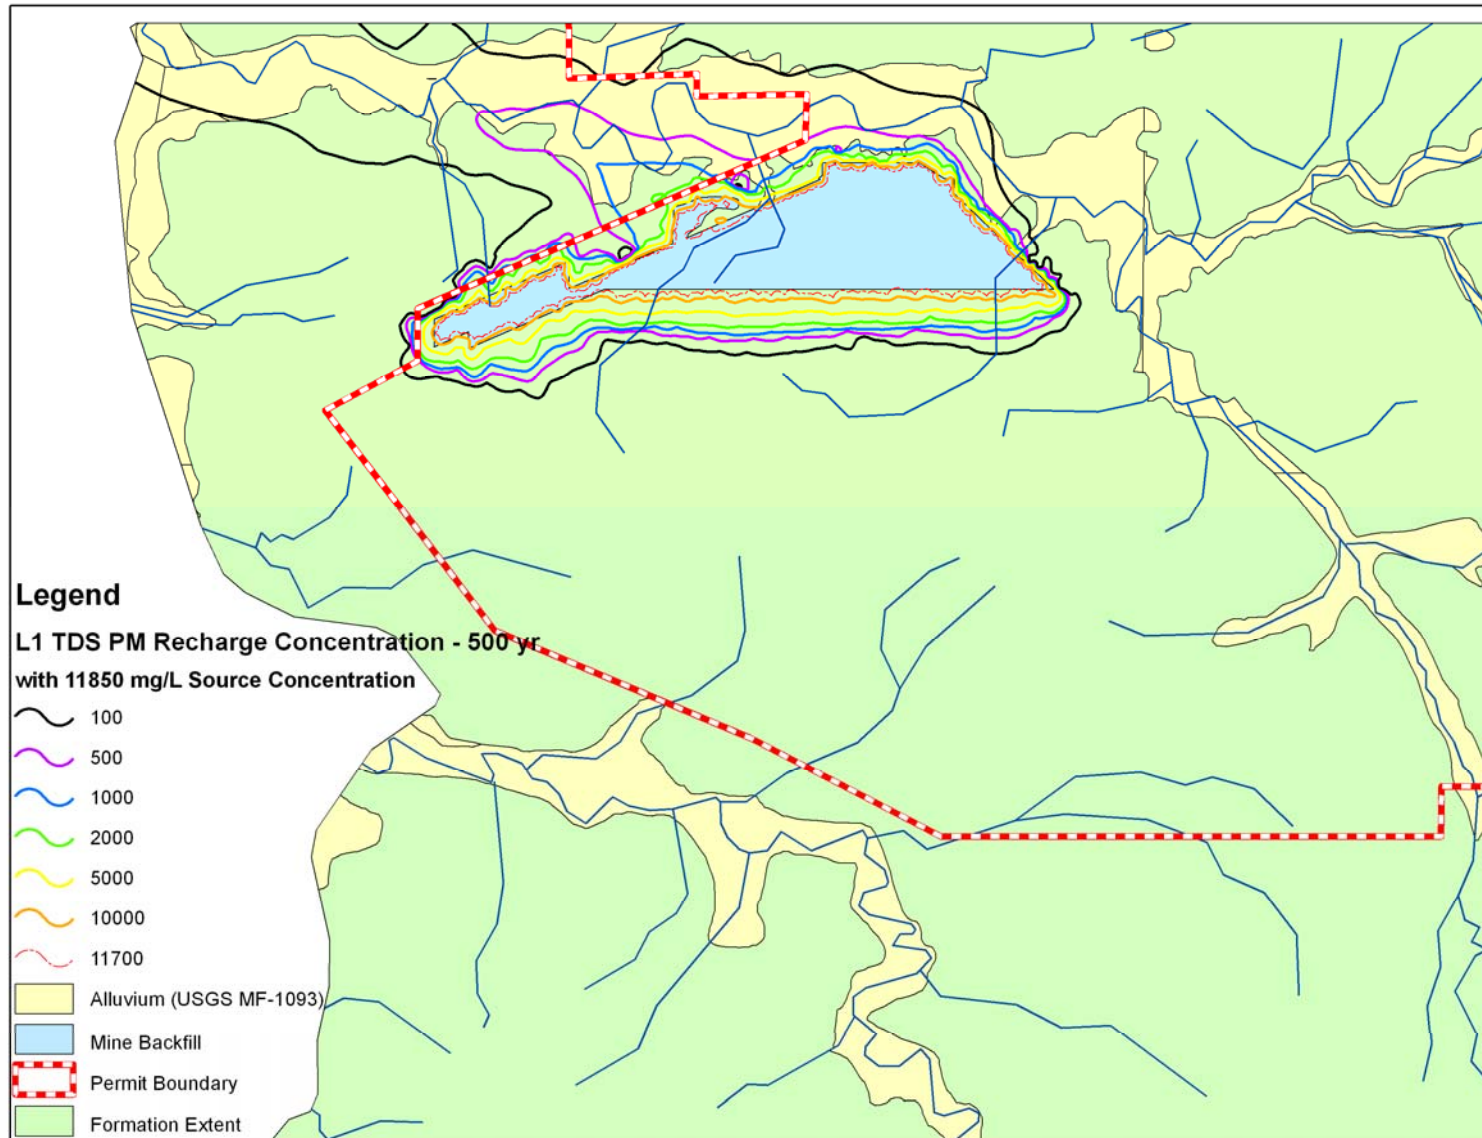 Legend
L1 TDS PM Recharge Concentration - 500 yr
with 11850 mg/L Source Concentration
100
500
1000
2000
5000
10000
11700
Alluvium (USGS MF-1093)
Mine Backfill
Permit Boundary
Formation Extent